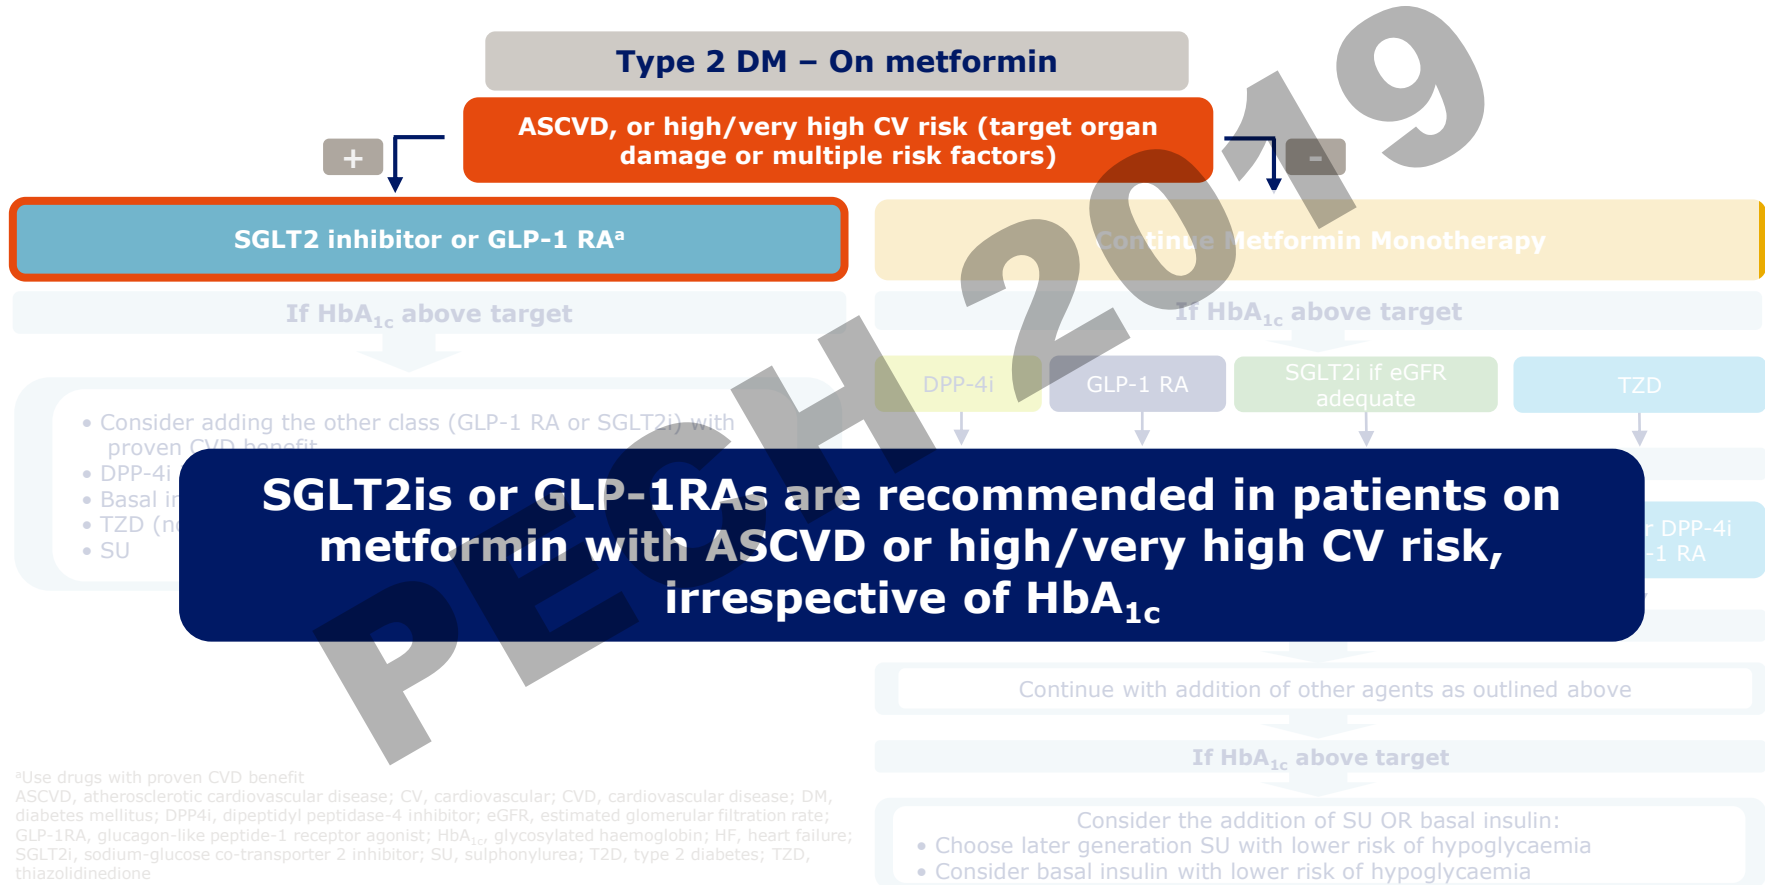 Type 2 DM – On metformin
ASCVD, or high/very high CV risk (target organ
damage or multiple risk factors)
+
-
SGLT2 inhibitor or GLP-1 RAᵃ
Continue Metformin Monotherapy
If HbA1c above target
If HbA1c above target
DPP-4i
GLP-1 RA
SGLT2i if eGFR
adequate
TZD
• Consider adding the other class (GLP-1 RA or SGLT2i) with
proven CVD benefit
• DPP-4i
• Basal
• TZD
• SU
DPP-4i
-1 RA
SGLT2is or GLP-1RAs are recommended in patients on
metformin with ASCVD or high/very high CV risk,
irrespective of HbA1c
Continue with addition of other agents as outlined above
If HbA1c above target
Consider the addition of SU OR basal insulin:
• Choose later generation SU with lower risk of hypoglycaemia
• Consider basal insulin with lower risk of hypoglycaemia
ᵃUse drugs with proven CVD benefit
ASCVD, atherosclerotic cardiovascular disease; CV, cardiovascular; CVD, cardiovascular disease; DM,
diabetes mellitus; DPP4i, dipeptidyl peptidase-4 inhibitor; eGFR, estimated glomerular filtration rate;
GLP-1RA, glucagon-like peptide-1 receptor agonist; HbA1c, glycosylated haemoglobin; HF, heart failure;
SGLT2i, sodium-glucose co-transporter 2 inhibitor; SU, sulphonylurea; T2D, type 2 diabetes; TZD,
thiazolidinedione
PECH 2019